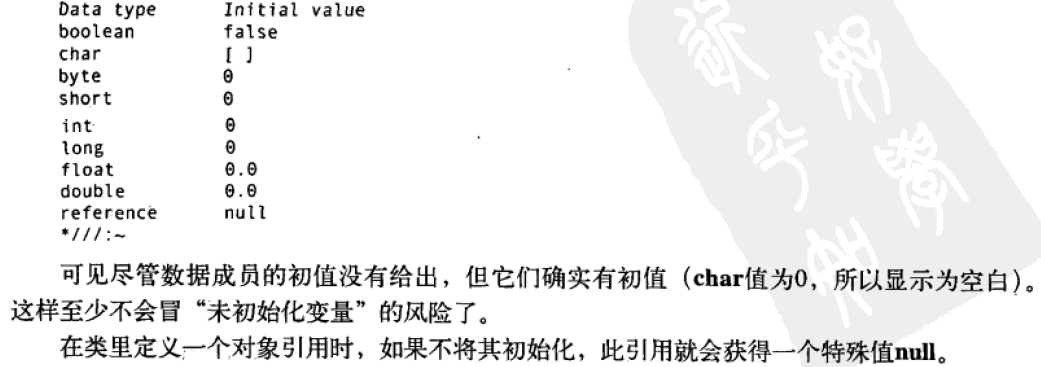 Data type Initial value
boolean false
char [ ]
byte 0
short 0
int 0
long 0
float 0.0
double 0.0
reference null
*///:~
可见尽管数据成员的初值没有给出，但它们确实有初值（char值为0，所以显示为空白）。
这样至少不会冒“未初始化变量”的风险了。
在类里定义一个对象引用时，如果不将其初始化，此引用就会获得一个特殊值null。